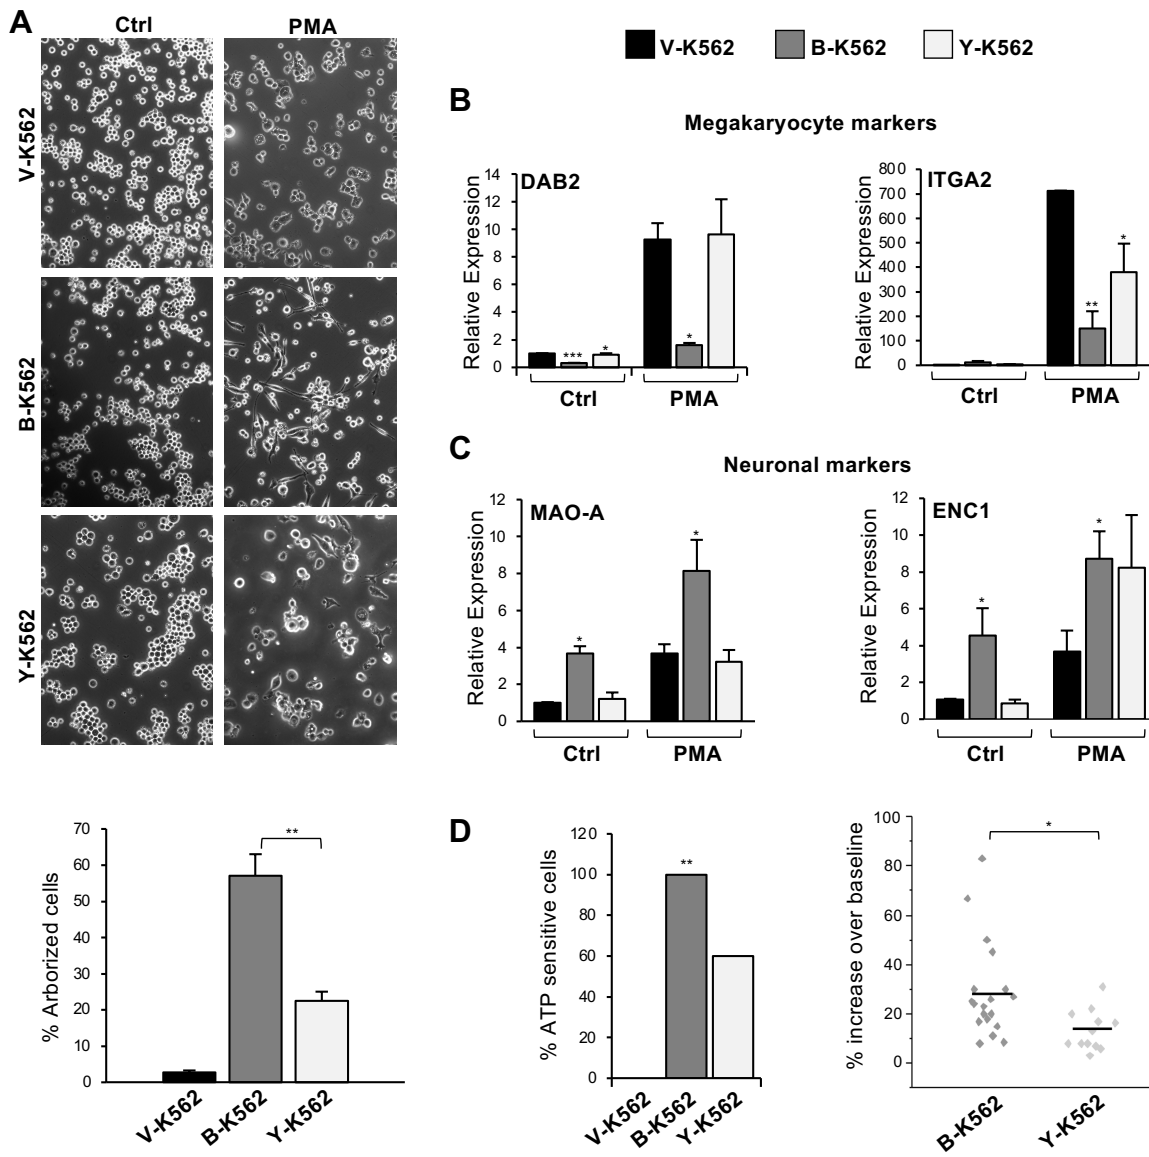 A
Ctrl
PMA
V-K562
B-K562
Y-K562
70
60
50
40
30
20
10
0
% Arborized cells
**
V-K562
B-K562
Y-K562
V-K562
B-K562
Y-K562
B
Megakaryocyte markers
DAB2
Relative Expression
14
12
10
8
6
4
2
0
***
*
*
Ctrl
PMA
ITGA2
Relative Expression
800
700
600
500
400
300
200
100
0
**
*
Ctrl
PMA
C
Neuronal markers
MAO-A
Relative Expression
12
10
8
6
4
2
0
*
*
Ctrl
PMA
ENC1
Relative Expression
12
10
8
6
4
2
0
*
*
Ctrl
PMA
D
% ATP sensitive cells
120
100
80
60
40
20
0
**
V-K562
B-K562
Y-K562
% increase over baseline
100
80
60
40
20
0
*
B-K562
Y-K562